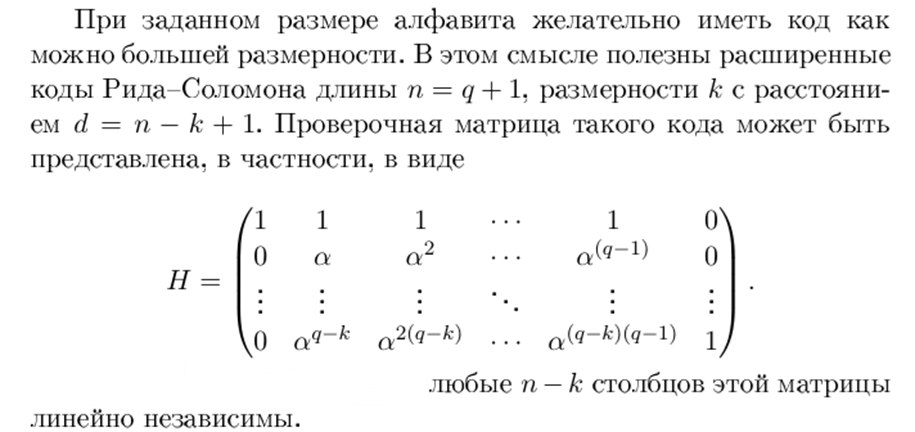 При заданном размере алфавита желательно иметь код как
можно большей размерности. В этом смысле полезны расширенные
коды Рида–Соломона длины n = q + 1, размерности k с расстояни-
ем d = n − k + 1. Проверочная матрица такого кода может быть
представлена, в частности, в виде
H = ( 1 1 1 ⋯ 1 0
0 α α² … α^(q−1) 0
⋮ ⋮ ⋮ ⋱ ⋮ ⋮
0 α^{q−k} α^{2(q−k)} … α^{(q−k)(q−1)} 1 ) .
любые n − k столбцов этой матрицы
линейно независимы.